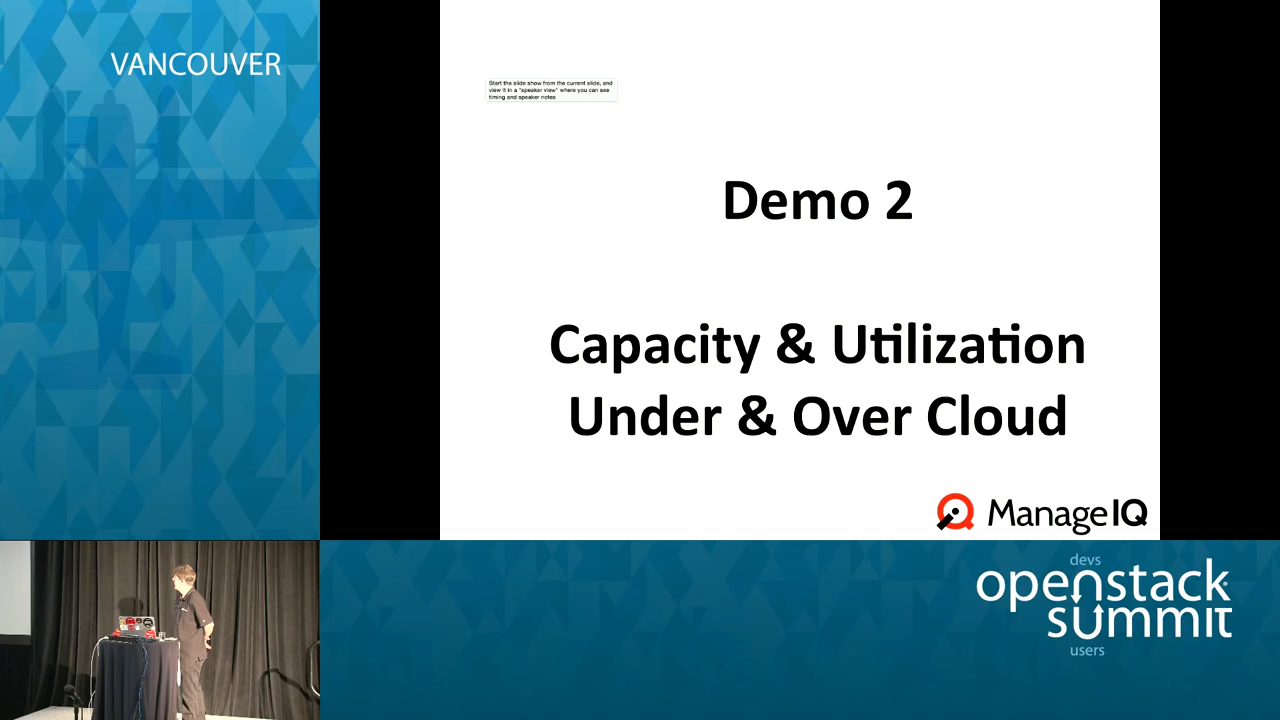 VANCOUVER
Start the slide show from the current slide, and
view it in a "speaker view" where you can see
timing and speaker notes
Demo 2
Capacity & Utilization
Under & Over Cloud
ManageIQ
devs
openstack
summit
users